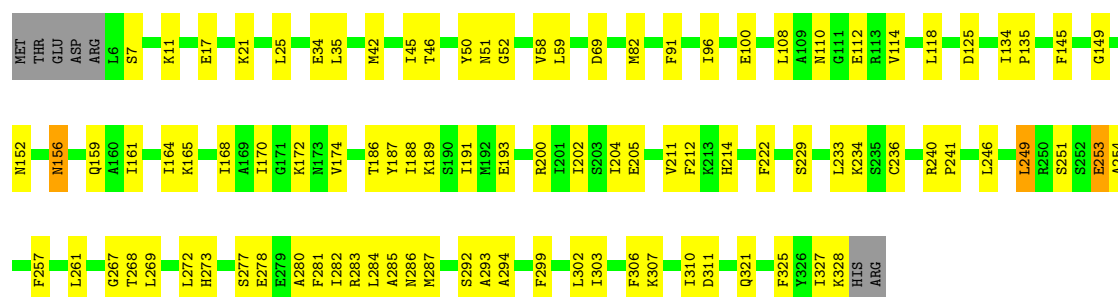 MET THR GLU ASP ARG L6 S7 K11 E17 K21 L25 E34 L35 M42 I45 T46 Y50 N51 G52 V58 L59 D69 M82 F91 I96 E100 L108 A109 N110 G111 E112 R113 V114 L118 D125 I134 P135 F145 G149
N152 N156 Q159 A160 I161 I164 K165 I168 A169 I170 G171 K172 N173 V174 T186 Y187 I188 K189 S190 I191 M192 E193 R200 I201 I202 S203 I204 E205 V211 F212 K213 H214 F222 S229 L233 K234 S235 C236 R240 P241 L246 L249 R250 S251 S252 E253 A254
F257 L261 G267 T268 L269 L272 H273 S277 E278 E279 A280 F281 I282 R283 L284 A285 N286 M287 S292 A293 A294 F299 L302 I303 F306 K307 I310 D311 Q321 F325 Y326 I327 K328 HIS ARG